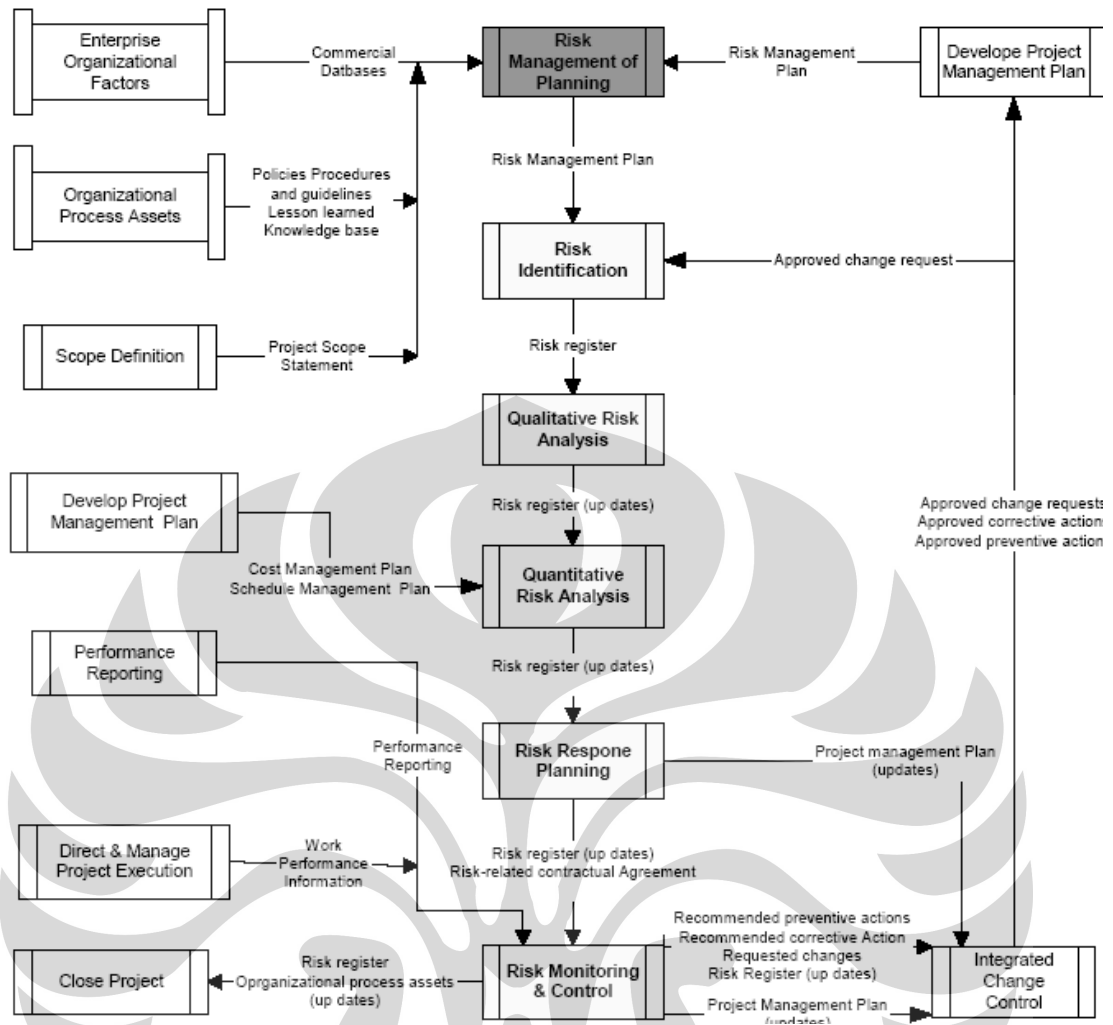 Enterprise
Organizational
Factors
Commercial
Datbases
Risk
Management of
Planning
Risk Management
Plan
Develope Project
Management Plan
Risk Management Plan
Organizational
Process Assets
Policies Procedures
and guidelines
Lesson learned
Knowledge base
Risk
Identification
Approved change request
Scope Definition
Project Scope
Statement
Risk register
Qualitative Risk
Analysis
Develop Project
Management Plan
Risk register (up dates)
Approved change requests
Approved corrective actions
Approved preventive action
Cost Management Plan
Schedule Management Plan
Quantitative
Risk Analysis
Performance
Reporting
Risk register (up dates)
Performance
Reporting
Risk Respone
Planning
Project management Plan
(updates)
Direct & Manage
Project Execution
Work
Performance
Information
Risk register (up dates)
Risk-related contractual Agreement
Close Project
Risk register
Oprganizational process assets
(up dates)
Risk Monitoring
& Control
Recommended preventive actions
Recommended corrective Action
Requested changes
Risk Register (up dates)
Project Management Plan
(updates)
Integrated
Change
Control